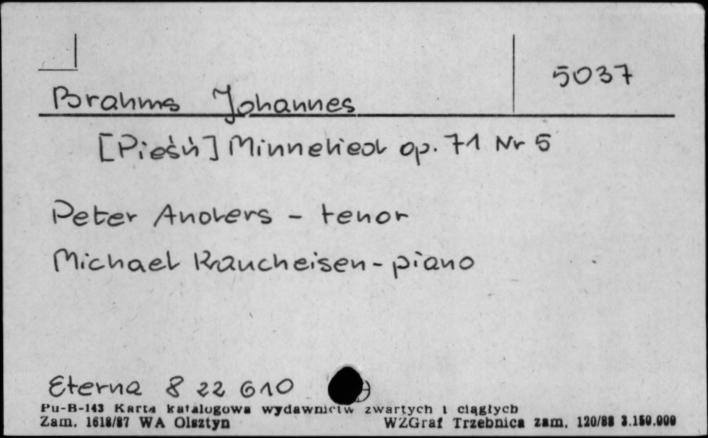 5037
Brahms Johannes
[Pieśń] Minnelied op. 71 Nr 5
Peter Anders - tenor
Michael Raucheisen - piano
Eterna 8 22 610
Pu-B-143 Karta katalogowa wydawnictw zwartych i ciągłych
Zam. 1618/87 WA Olsztyn WZGraf Trzebnica zam. 120/88 3.150.000